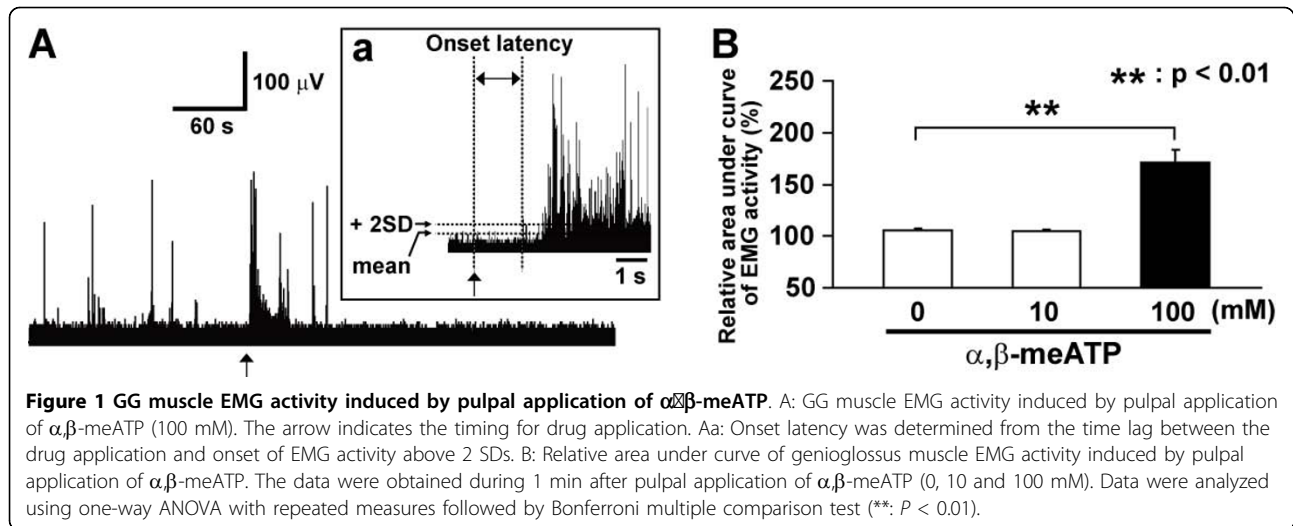 A
100 μV
60 s
a
Onset latency
+ 2SD
mean
1 s
B
** : p < 0.01
Relative area under curve
of EMG activity (%)
250
200
150
100
50
**
0 10 100 (mM)
α,β-meATP
Figure 1 GG muscle EMG activity induced by pulpal application of α☒β-meATP. A: GG muscle EMG activity induced by pulpal application
of α,β-meATP (100 mM). The arrow indicates the timing for drug application. Aa: Onset latency was determined from the time lag between the
drug application and onset of EMG activity above 2 SDs. B: Relative area under curve of genioglossus muscle EMG activity induced by pulpal
application of α,β-meATP. The data were obtained during 1 min after pulpal application of α,β-meATP (0, 10 and 100 mM). Data were analyzed
using one-way ANOVA with repeated measures followed by Bonferroni multiple comparison test (**: P < 0.01).